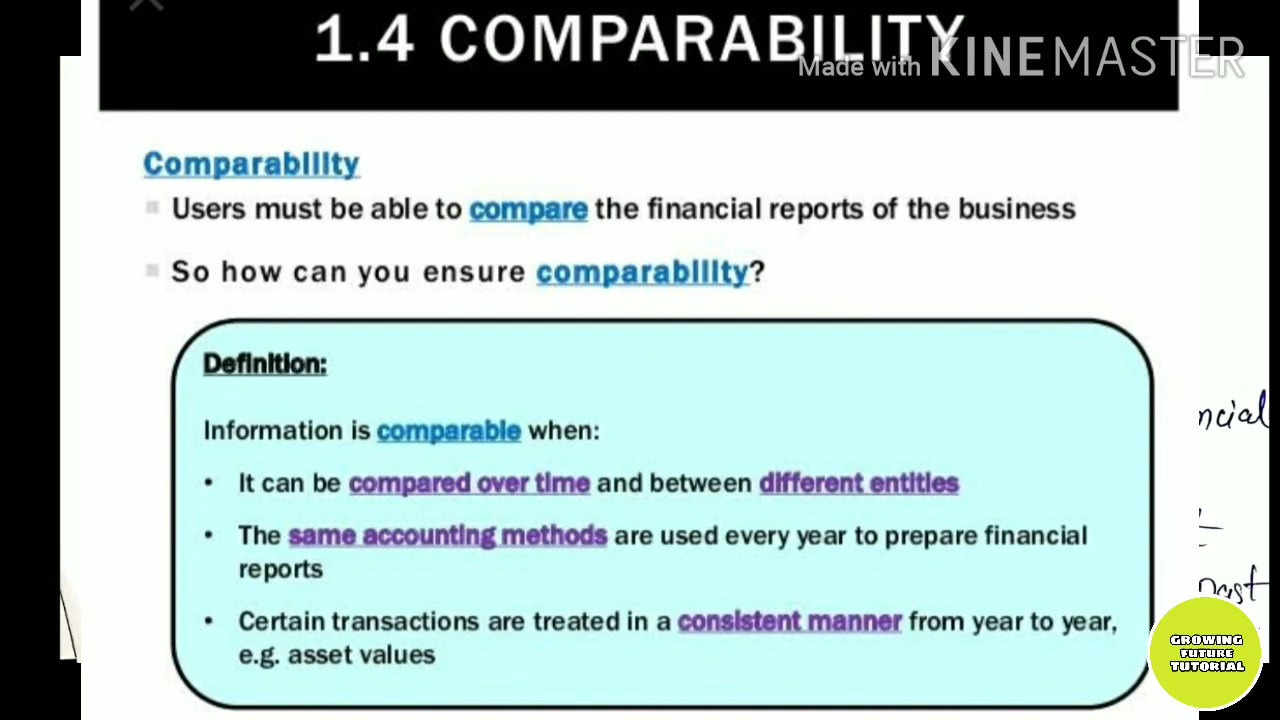 1.4 COMPARABILITY
Made with KINEMASTER
Comparability
Users must be able to compare the financial reports of the business
So how can you ensure comparability?
Definition:
Information is comparable when:
• It can be compared over time and between different entities
• The same accounting methods are used every year to prepare financial
reports
• Certain transactions are treated in a consistent manner from year to year,
e.g. asset values
ncial
past
GROWING
FUTURE
TUTORIAL